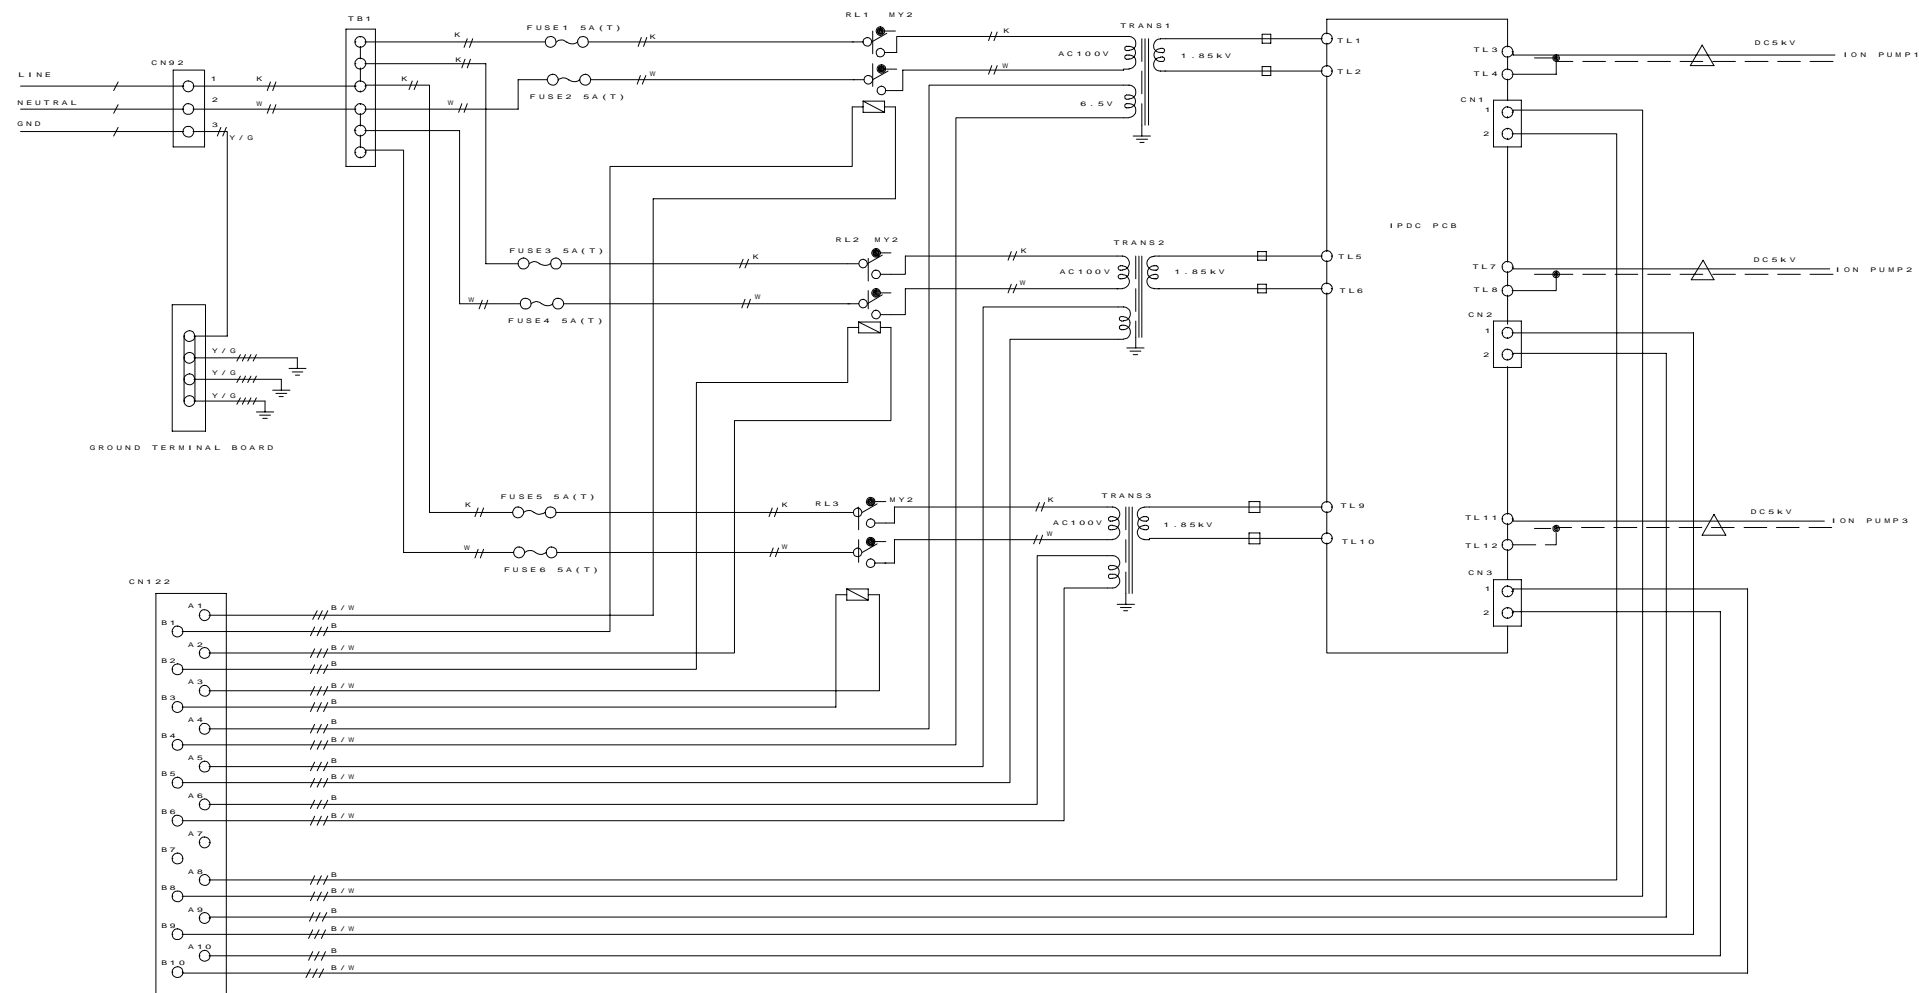 TB1
FUSE1 5A(T)
RL1 MY2
TRANS1
K
K
K
AC100V
1.85kV
TL1
TL3
DC5kV
ION PUMP1
CN92
K
LINE
1
K
K
W
FUSE2 5A(T)
W
TL2
TL4
NEUTRAL
2
W
W
6.5V
CN1
1
GND
3
Y/G
2
IPDC PCB
RL2 MY2
TRANS2
FUSE3 5A(T)
K
K
AC100V
1.85kV
TL5
TL7
DC5kV
ION PUMP2
W
FUSE4 5A(T)
W
W
TL6
TL8
CN2
1
2
Y/G
Y/G
Y/G
GROUND TERMINAL BOARD
FUSE5 5A(T)
RL3 MY2
TRANS3
K
K
K
AC100V
1.85kV
TL9
TL11
DC5kV
ION PUMP3
W
FUSE6 5A(T)
W
W
TL10
TL12
CN3
1
2
CN122
A1 B/W
B1 B
A2 B/W
B2 B
A3 B/W
B3 B
A4 B
B4 B/W
A5 B
B5 B/W
A6 B
B6 B/W
A7
B7
A8 B
B8 B/W
A9 B
B9 B/W
A10 B
B10 B/W